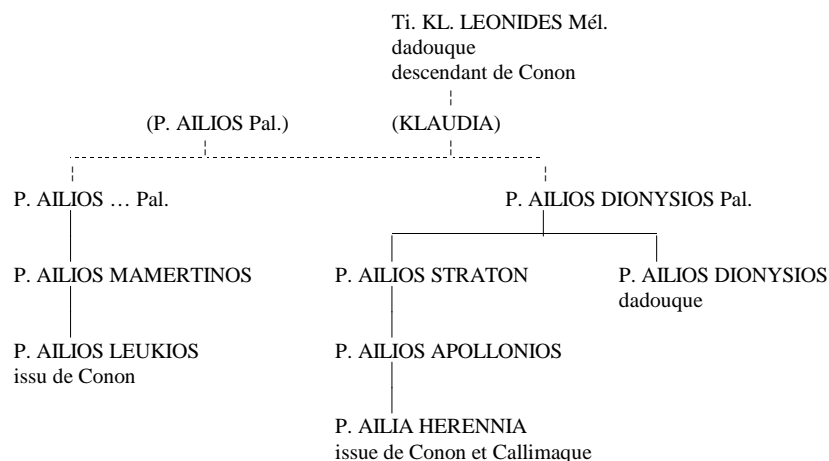 Ti. KL. LEONIDES Mél.
dadouque
descendant de Conon
(P. AILIOS Pal.) (KLAUDIA)
P. AILIOS … Pal. P. AILIOS DIONYSIOS Pal.
P. AILIOS MAMERTINOS P. AILIOS STRATON P. AILIOS DIONYSIOS
dadouque
P. AILIOS LEUKIOS P. AILIOS APOLLONIOS
issu de Conon
P. AILIA HERENNIA
issue de Conon et Callimaque